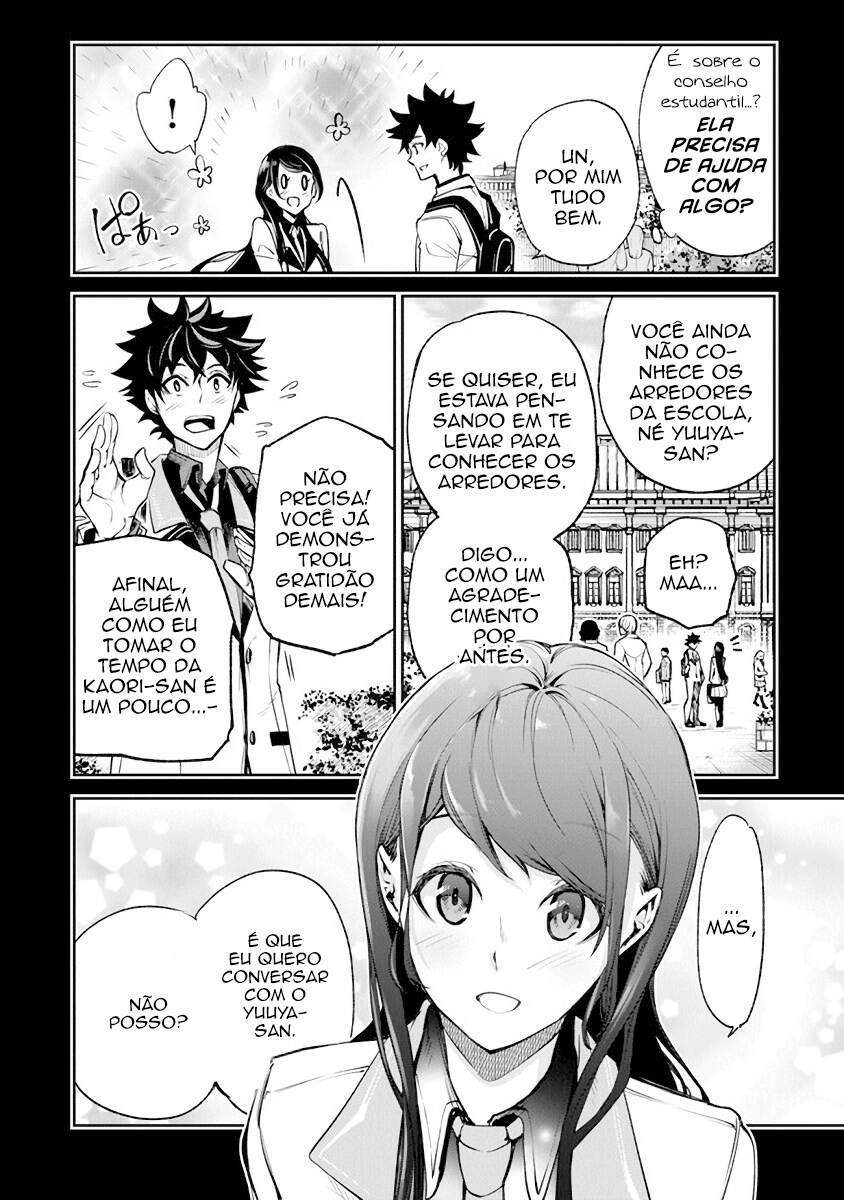 É sobre o
conselho
estudantil...?
ELA
PRECISA
DE AJUDA
COM
ALGO?
UN,
POR MIM
TUDO
BEM.
!
ぱあっ
VOCÊ AINDA
NÃO CO-
NHECE OS
ARREDORES
DA ESCOLA,
NÉ YUUYA-
SAN?
EH?
MAA...
SE QUISER, EU
ESTAVA PEN-
SANDO EM TE
LEVAR PARA
CONHECER OS
ARREDORES.
DIGO...
COMO UM
AGRADE-
CIMENTO
POR
ANTES.
NÃO
PRECISA!
VOCÊ JÁ
DEMONS-
TROU
GRATIDÃO
DEMAIS!
AFINAL,
ALGUÉM
COMO EU
TOMAR O
TEMPO DA
KAORI-SAN É
UM POUCO...-
...
MAS,
É QUE
EU QUERO
CONVERSAR
COM O
YUUYA-
SAN.
NÃO
POSSO?